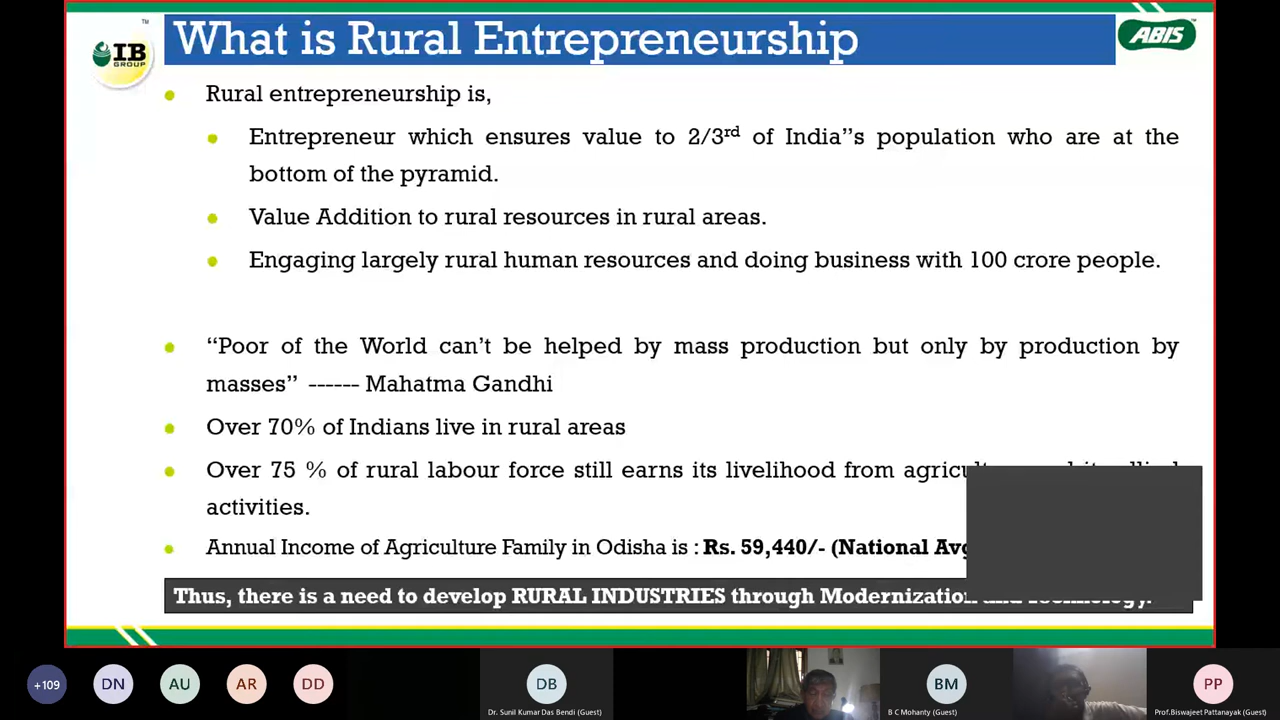 TM
IB
GROUP
What is Rural Entrepreneurship
ABIS
Rural entrepreneurship is,
Entrepreneur which ensures value to 2/3rd of India”s population who are at the
bottom of the pyramid.
Value Addition to rural resources in rural areas.
Engaging largely rural human resources and doing business with 100 crore people.
“Poor of the World can’t be helped by mass production but only by production by
masses” ------ Mahatma Gandhi
Over 70% of Indians live in rural areas
Over 75 % of rural labour force still earns its livelihood from
activities.
Annual Income of Agriculture Family in Odisha is : Rs. 59,440/- (National
Thus, there is a need to develop RURAL INDUSTRIES through Modernization
+109
DN
AU
AR
DD
DB
BM
PP
Dr. Sunil Kumar Das Bendi (Guest)
B C Mohanty (Guest)
Prof.Biswajeet Pattanayak (Guest)